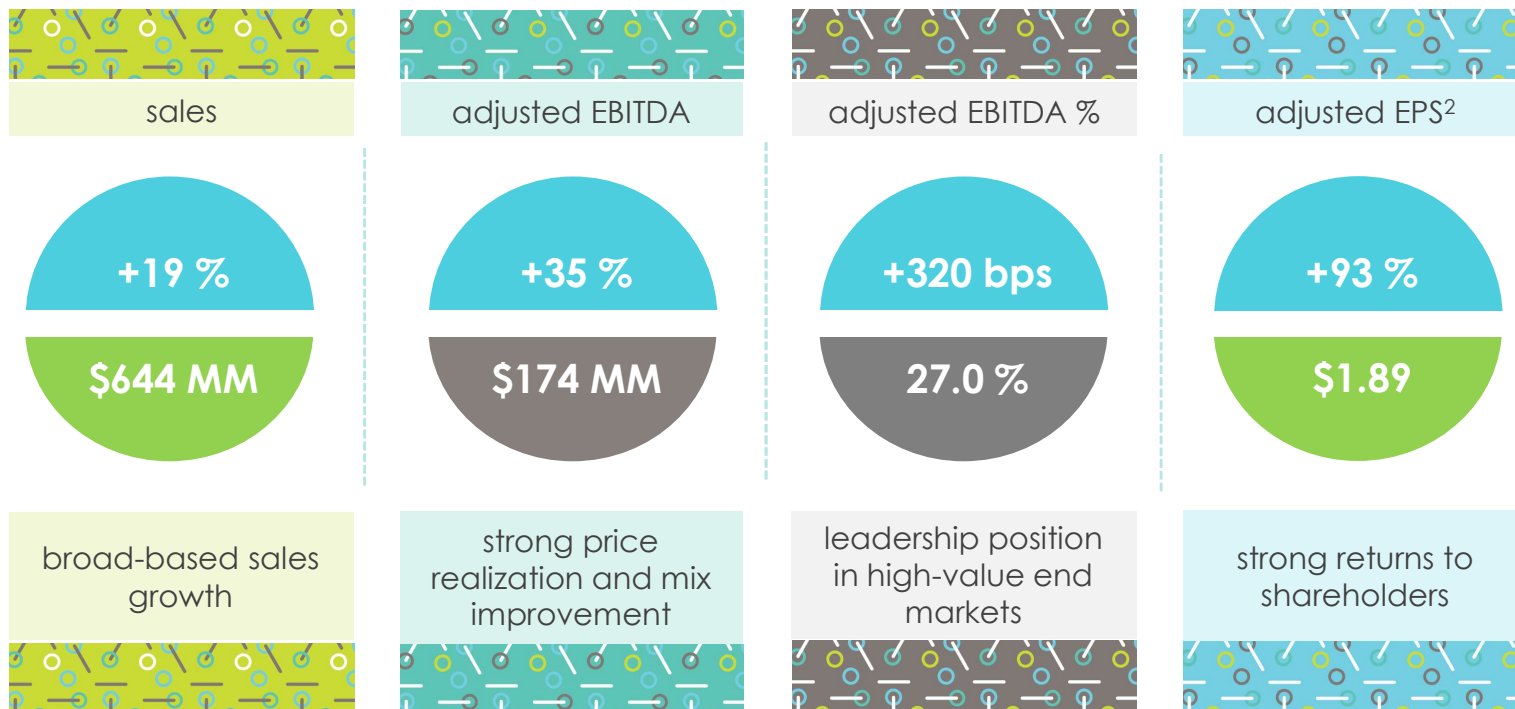 sales
+19 %
$644 MM
broad-based sales
growth
adjusted EBITDA
+35 %
$174 MM
strong price
realization and mix
improvement
adjusted EBITDA %
+320 bps
27.0 %
leadership position
in high-value end
markets
adjusted EPS²
+93 %
$1.89
strong returns to
shareholders